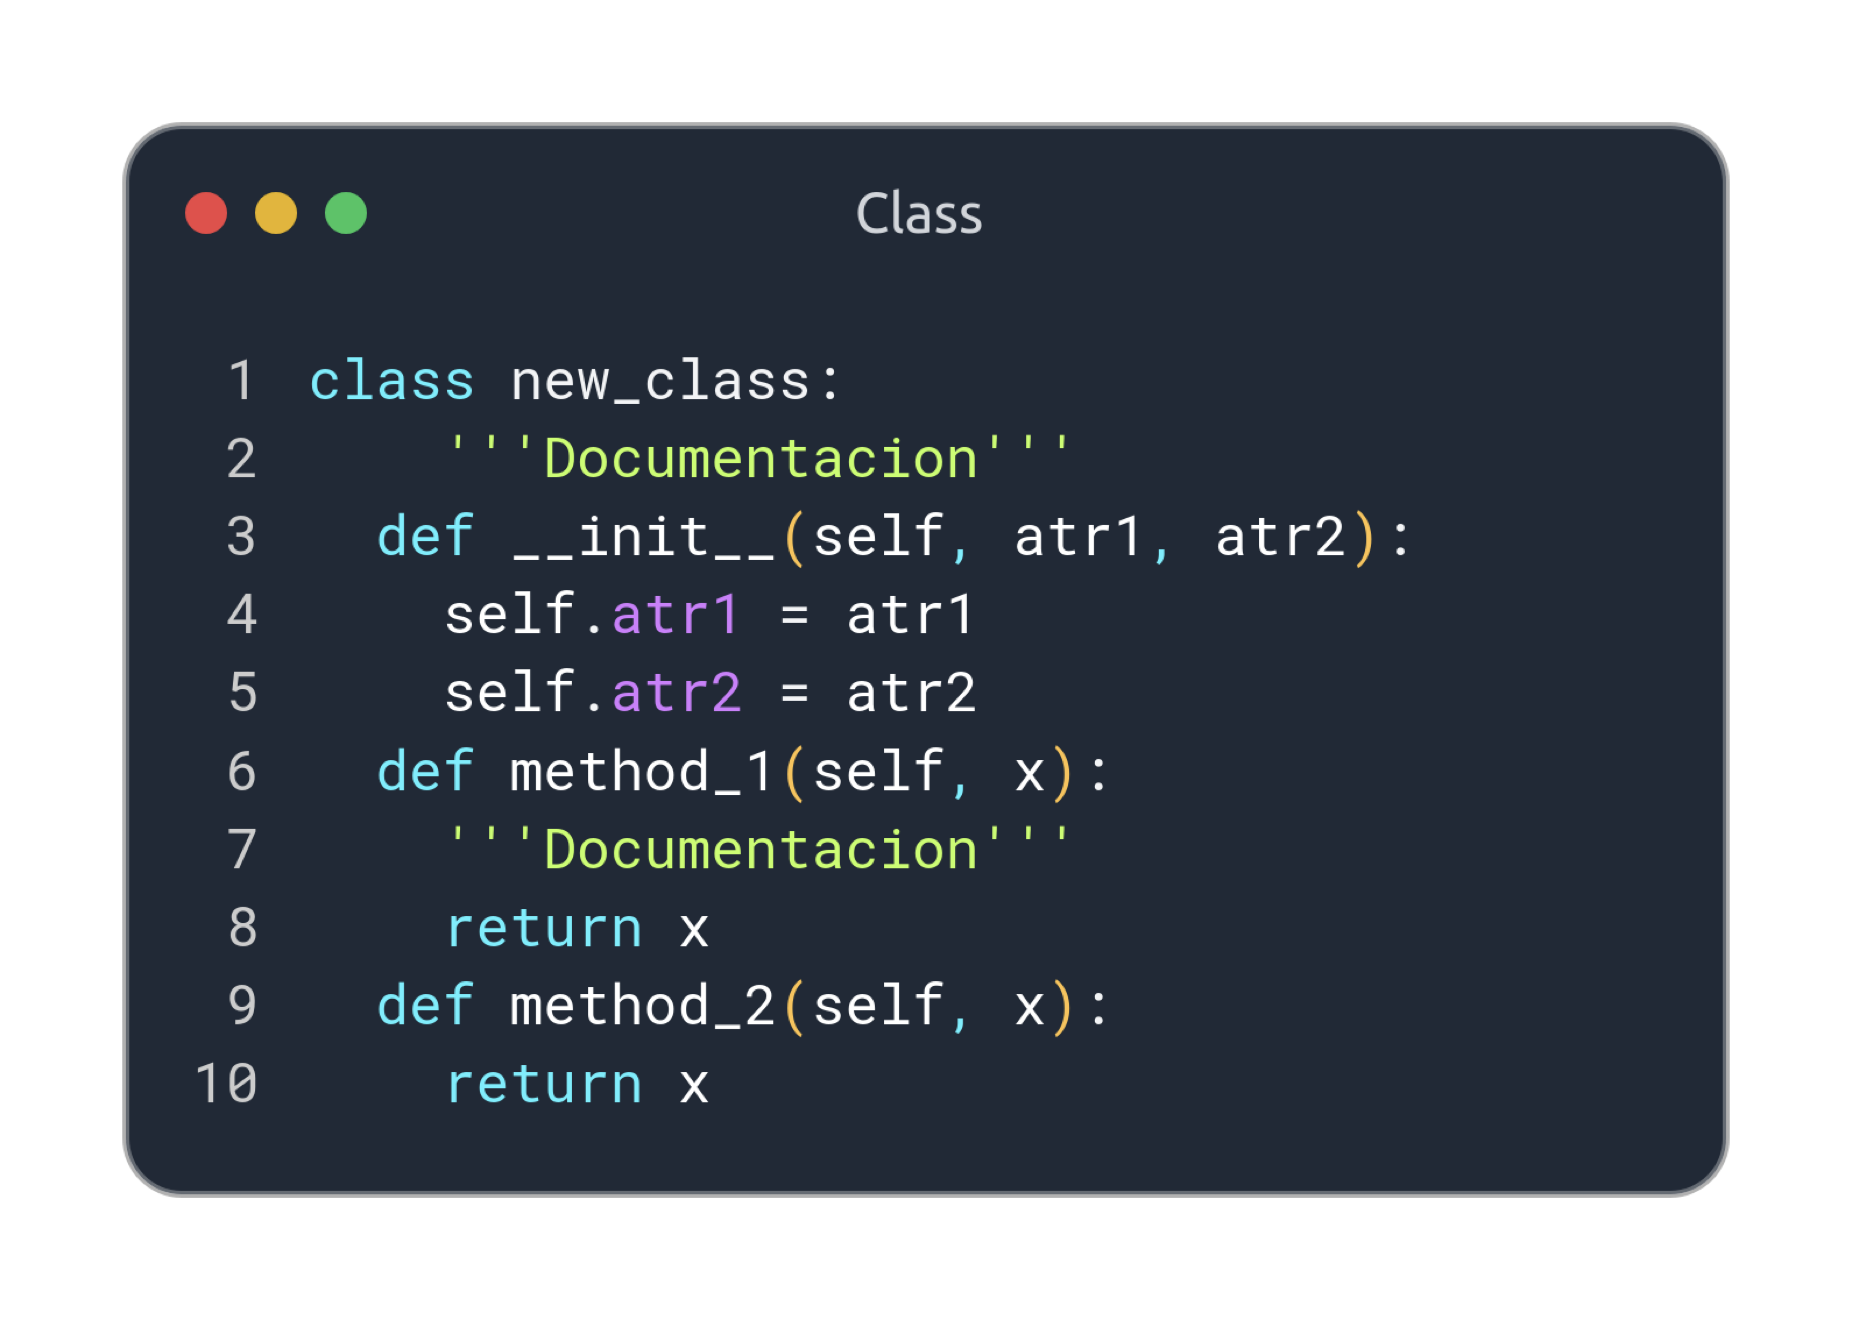 Class
1 class new_class:
2     '''Documentacion'''
3   def __init__(self, atr1, atr2):
4     self.atr1 = atr1
5     self.atr2 = atr2
6   def method_1(self, x):
7     '''Documentacion'''
8     return x
9   def method_2(self, x):
10     return x